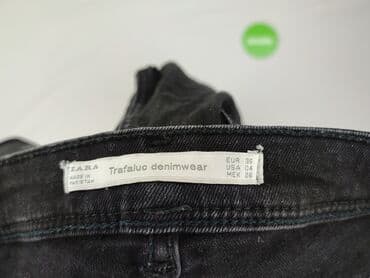 ZARA
MADE IN
PAKISTAN
Trafaluc denimwear
EUR 36
USA 04
MEX 26